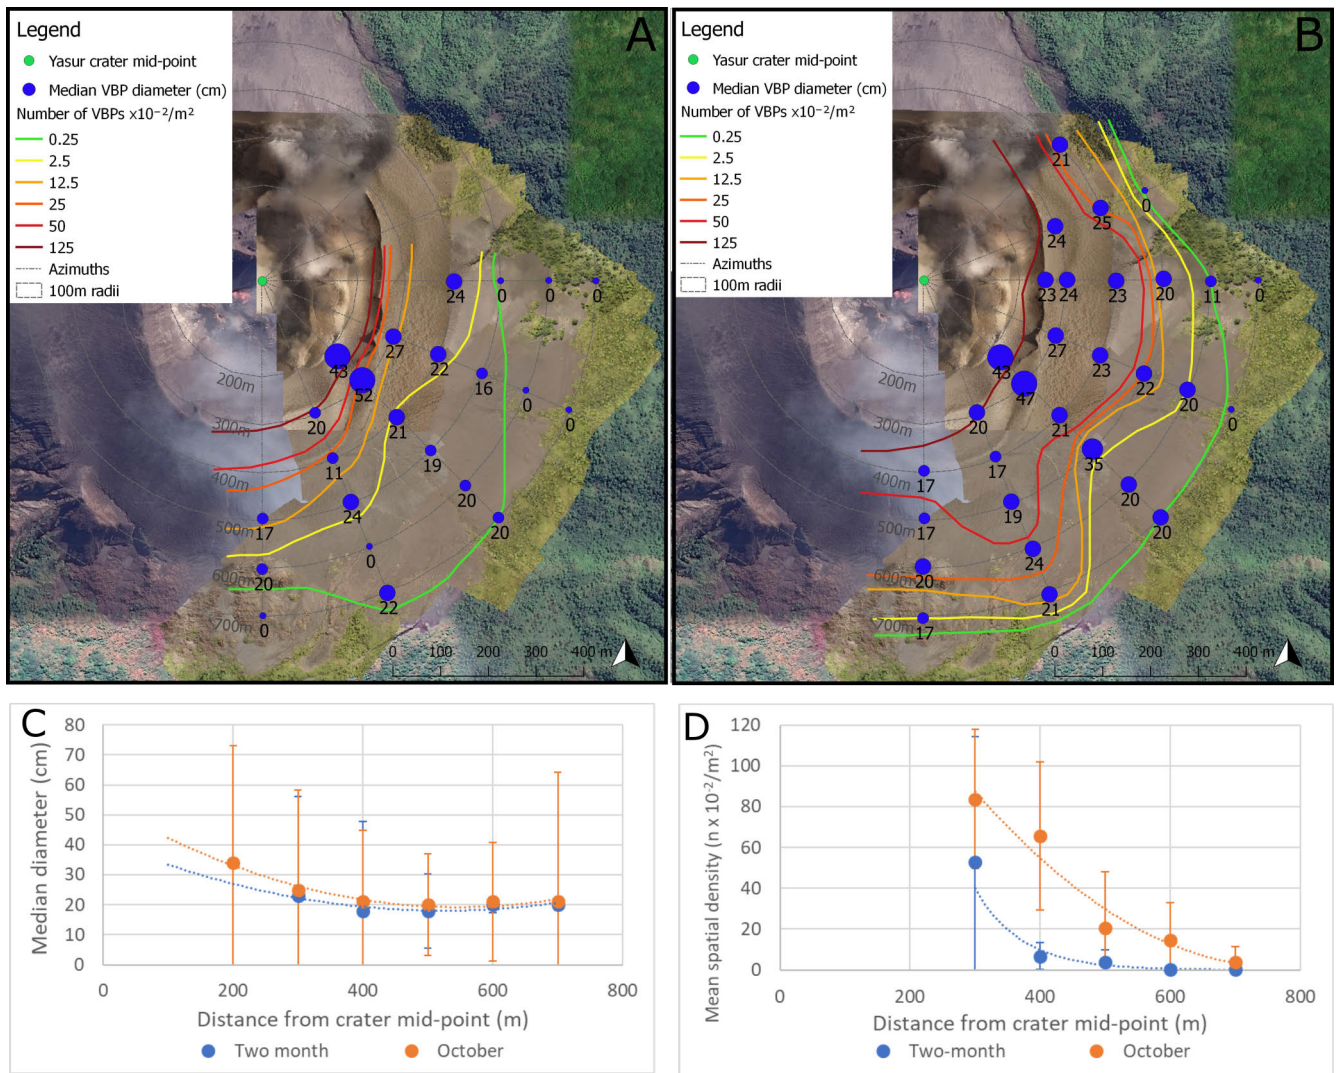 Legend
Yasur crater mid-point
Median VBP diameter (cm)
Number of VBPs x10⁻²/m²
0.25
2.5
12.5
25
50
125
Azimuths
100m radii
A
24
0
0
0
27
22
43
52
16
0
0
20
21
11
19
20
24
20
17
0
20
22
0
200m
300m
400m
500m
600m
700m
0 100 200 300 400 m
Legend
Yasur crater mid-point
Median VBP diameter (cm)
Number of VBPs x10⁻²/m²
0.25
2.5
12.5
25
50
125
Azimuths
100m radii
B
21
0
25
24
23
24
23
20
11
0
27
23
43
47
22
20
0
20
21
17
35
17
20
19
20
17
24
20
21
17
200m
300m
400m
500m
600m
700m
0 100 200 300 400 m
C
Median diameter (cm)
80
70
60
50
40
30
20
10
0
0 200 400 600 800
Distance from crater mid-point (m)
Two month October
D
Mean spatial density (n x 10⁻²/m²)
120
100
80
60
40
20
0
0 200 400 600 800
Distance from crater mid-point (m)
Two-month October